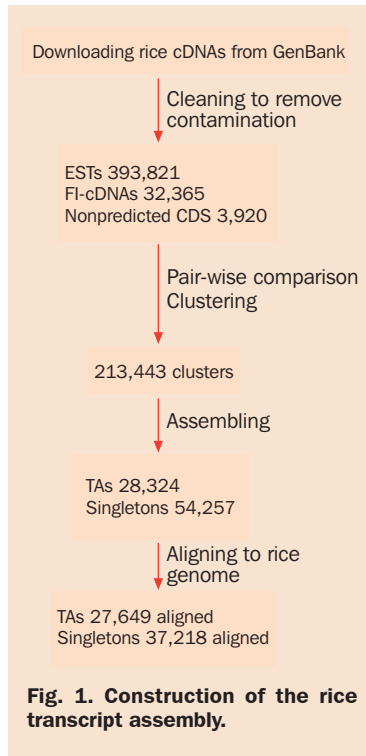 Downloading rice cDNAs from GenBank
Cleaning to remove
contamination
ESTs 393,821
Fl-cDNAs 32,365
Nonpredicted CDS 3,920
Pair-wise comparison
Clustering
213,443 clusters
Assembling
TAs 28,324
Singletons 54,257
Aligning to rice
genome
TAs 27,649 aligned
Singletons 37,218 aligned
Fig. 1. Construction of the rice
transcript assembly.